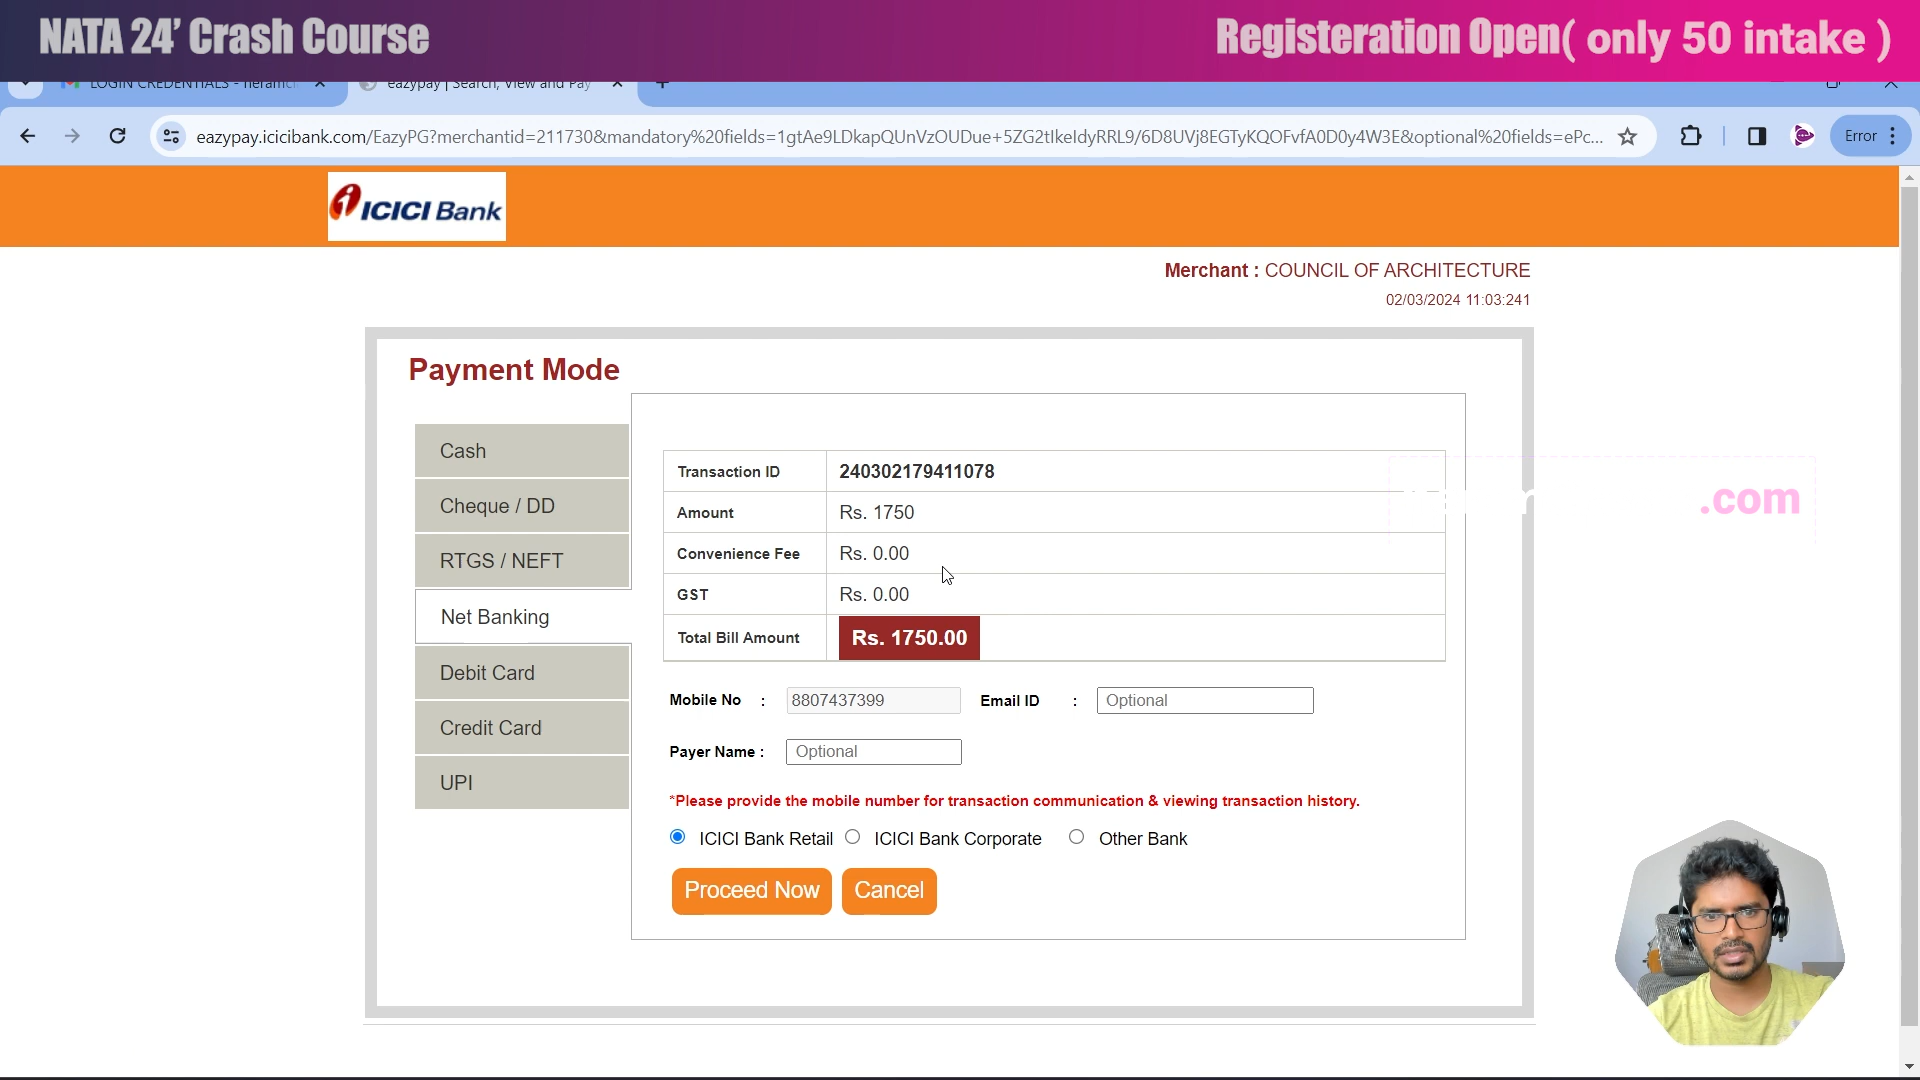 NATA 24’ Crash Course
Registeration Open( only 50 intake )
LOGIN CREDENTIALS - neramcl
eazypay | Search, View and Pay
eazypay.icicibank.com/EazyPG?merchantid=211730&mandatory%20fields=1gtAe9LDkapQUnVzOUDue+5ZG2tIkeIdyRRL9/6D8UVj8EGTyKQOFvfA0D0y4W3E&optional%20fields=ePc...
Error
ICICI Bank
Merchant : COUNCIL OF ARCHITECTURE
02/03/2024 11:03:241
Payment Mode
Cash
Cheque / DD
RTGS / NEFT
Net Banking
Debit Card
Credit Card
UPI
Transaction ID 240302179411078
Amount Rs. 1750
Convenience Fee Rs. 0.00
GST Rs. 0.00
Total Bill Amount Rs. 1750.00
.com
Mobile No : 8807437399 Email ID : Optional
Payer Name : Optional
*Please provide the mobile number for transaction communication & viewing transaction history.
ICICI Bank Retail ICICI Bank Corporate Other Bank
Proceed Now Cancel